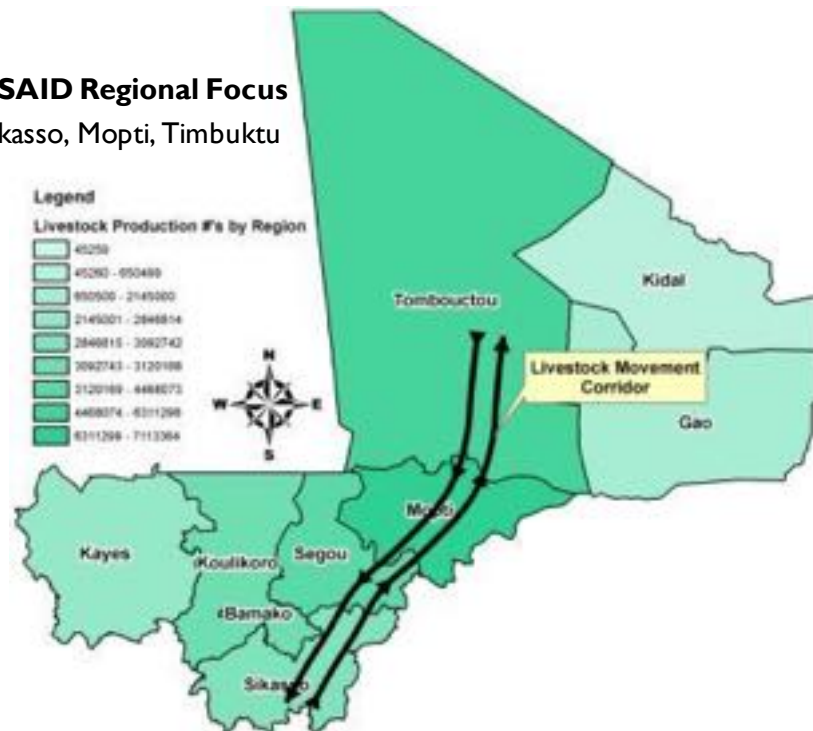 SAID Regional Focus
kasso, Mopti, Timbuktu
Legend
Livestock Production #'s by Region
45259
45260 - 650499
650500 - 2145000
2145001 - 2846814
2846815 - 3092742
3092743 - 3120168
3120169 - 4468073
4468074 - 6311298
6311299 - 7113364
N
W
E
S
Tombouctou
Kidal
Livestock Movement
Corridor
Gao
Mopti
Kayes
Koulikoro
Segou
Bamako
Sikasso